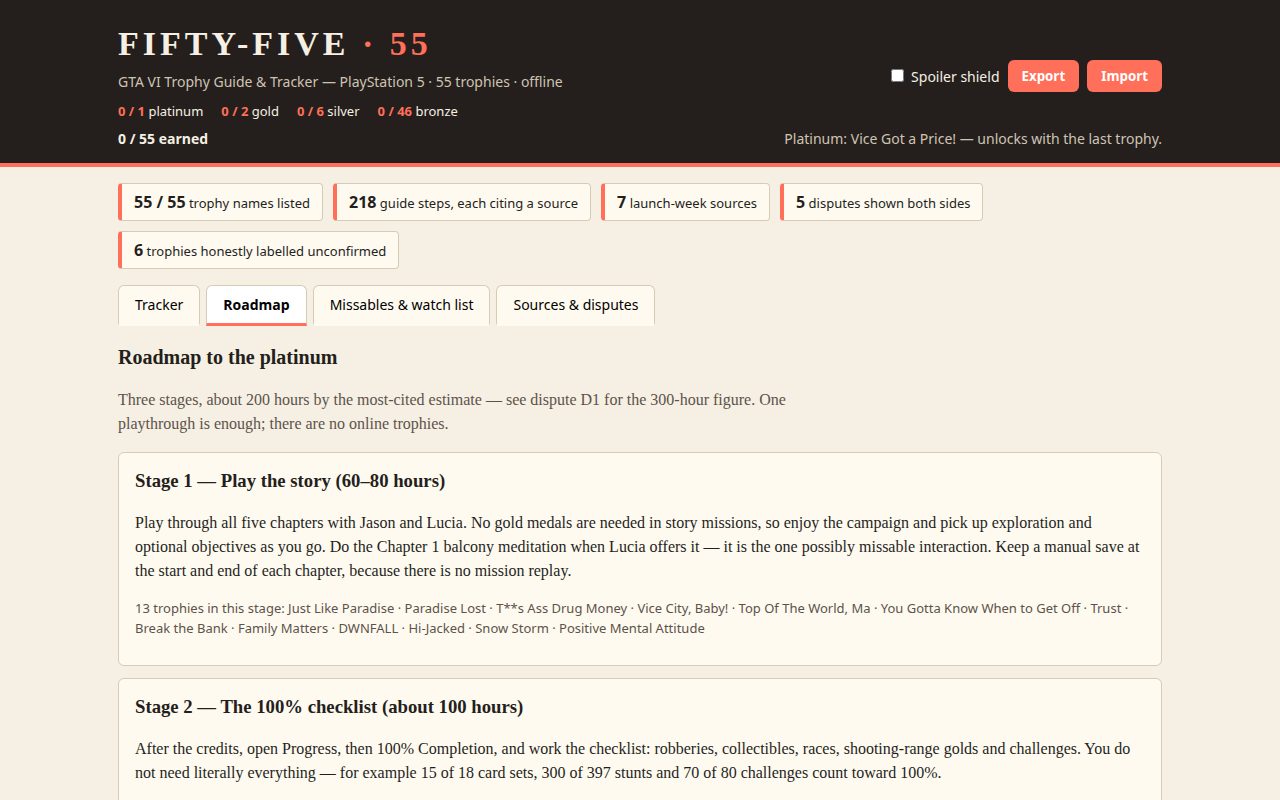 FIFTY-FIVE · 55
GTA VI Trophy Guide & Tracker — PlayStation 5 · 55 trophies · offline
Spoiler shield
Export
Import
0 / 1 platinum 0 / 2 gold 0 / 6 silver 0 / 46 bronze
0 / 55 earned
Platinum: Vice Got a Price! — unlocks with the last trophy.
55 / 55 trophy names listed
218 guide steps, each citing a source
7 launch-week sources
5 disputes shown both sides
6 trophies honestly labelled unconfirmed
Tracker
Roadmap
Missables & watch list
Sources & disputes
Roadmap to the platinum
Three stages, about 200 hours by the most-cited estimate — see dispute D1 for the 300-hour figure. One
playthrough is enough; there are no online trophies.
Stage 1 — Play the story (60–80 hours)
Play through all five chapters with Jason and Lucia. No gold medals are needed in story missions, so enjoy the campaign and pick up exploration and
optional objectives as you go. Do the Chapter 1 balcony meditation when Lucia offers it — it is the one possibly missable interaction. Keep a manual save at
the start and end of each chapter, because there is no mission replay.
13 trophies in this stage: Just Like Paradise · Paradise Lost · T**s Ass Drug Money · Vice City, Baby! · Top Of The World, Ma · You Gotta Know When to Get Off · Trust ·
Break the Bank · Family Matters · DWNFALL · Hi-Jacked · Snow Storm · Positive Mental Attitude
Stage 2 — The 100% checklist (about 100 hours)
After the credits, open Progress, then 100% Completion, and work the checklist: robberies, collectibles, races, shooting-range golds and challenges. You do
not need literally everything — for example 15 of 18 card sets, 300 of 397 stunts and 70 of 80 challenges count toward 100%.